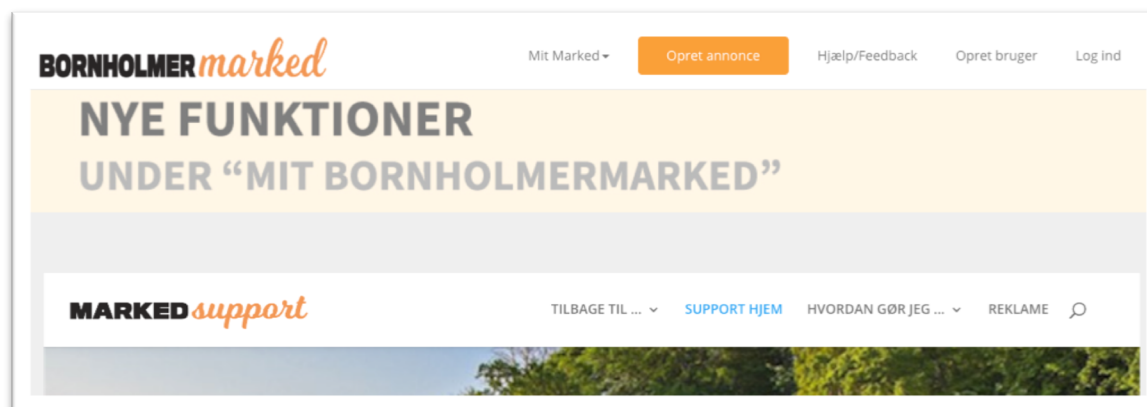 BORNHOLMERmarked Mit Marked Opret annonce Hjælp/Feedback Opret bruger Log ind
NYE FUNKTIONER
UNDER “MIT BORNHOLMERMARKED”
MARKEDsupport TILBAGE TIL ... SUPPORT HJEM HVORDAN GØR JEG ... REKLAME